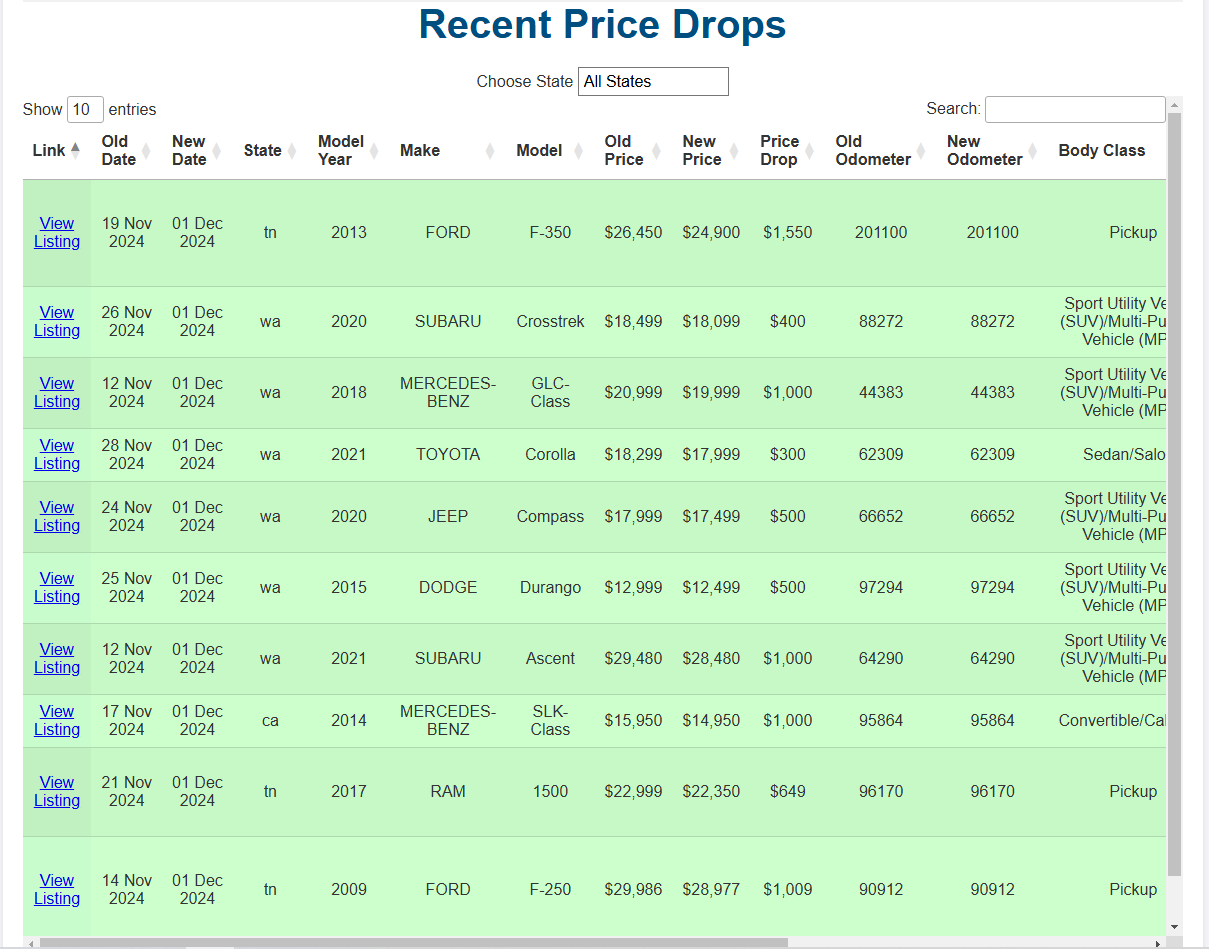 Recent Price Drops
Choose State All States
Show 10 entries Search:
Link Old Date New Date State Model Year Make Model Old Price New Price Price Drop Old Odometer New Odometer Body Class
View Listing 19 Nov 2024 01 Dec 2024 tn 2013 FORD F-350 $26,450 $24,900 $1,550 201100 201100 Pickup
View Listing 26 Nov 2024 01 Dec 2024 wa 2020 SUBARU Crosstrek $18,499 $18,099 $400 88272 88272 Sport Utility Ve (SUV)/Multi-Pu Vehicle (MP
View Listing 12 Nov 2024 01 Dec 2024 wa 2018 MERCEDES-BENZ GLC-Class $20,999 $19,999 $1,000 44383 44383 Sport Utility Ve (SUV)/Multi-Pu Vehicle (MP
View Listing 28 Nov 2024 01 Dec 2024 wa 2021 TOYOTA Corolla $18,299 $17,999 $300 62309 62309 Sedan/Salo
View Listing 24 Nov 2024 01 Dec 2024 wa 2020 JEEP Compass $17,999 $17,499 $500 66652 66652 Sport Utility Ve (SUV)/Multi-Pu Vehicle (MP
View Listing 25 Nov 2024 01 Dec 2024 wa 2015 DODGE Durango $12,999 $12,499 $500 97294 97294 Sport Utility Ve (SUV)/Multi-Pu Vehicle (MP
View Listing 12 Nov 2024 01 Dec 2024 wa 2021 SUBARU Ascent $29,480 $28,480 $1,000 64290 64290 Sport Utility Ve (SUV)/Multi-Pu Vehicle (MP
View Listing 17 Nov 2024 01 Dec 2024 ca 2014 MERCEDES-BENZ SLK-Class $15,950 $14,950 $1,000 95864 95864 Convertible/Cal
View Listing 21 Nov 2024 01 Dec 2024 tn 2017 RAM 1500 $22,999 $22,350 $649 96170 96170 Pickup
View Listing 14 Nov 2024 01 Dec 2024 tn 2009 FORD F-250 $29,986 $28,977 $1,009 90912 90912 Pickup